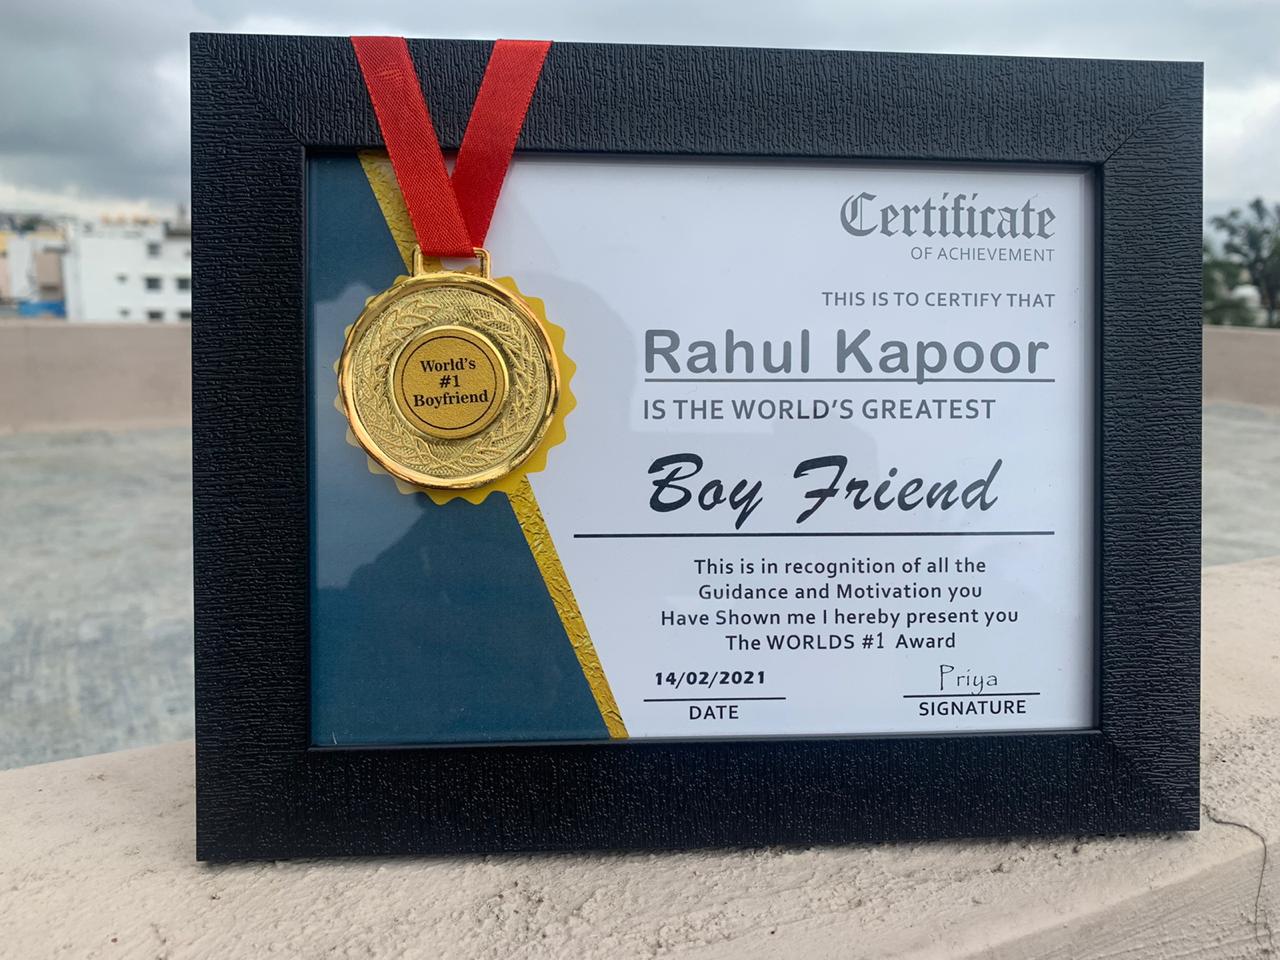 World's
#1
Boyfriend
Certificate
OF ACHIEVEMENT
THIS IS TO CERTIFY THAT
Rahul Kapoor
IS THE WORLD'S GREATEST
Boy Friend
This is in recognition of all the
Guidance and Motivation you
Have Shown me I hereby present you
The WORLDS #1 Award
14/02/2021
DATE
Priya
SIGNATURE